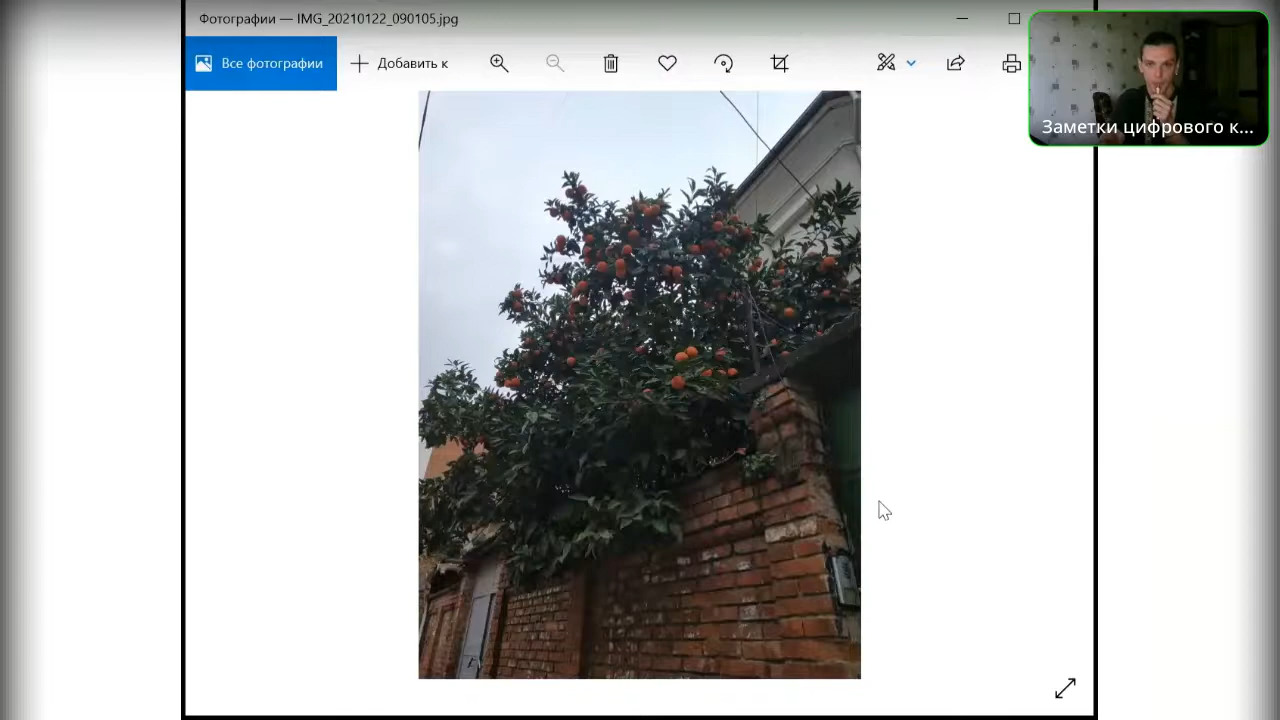 Фотографии — IMG_20210122_090105.jpg
Все фотографии
Добавить к
Заметки цифрового к...